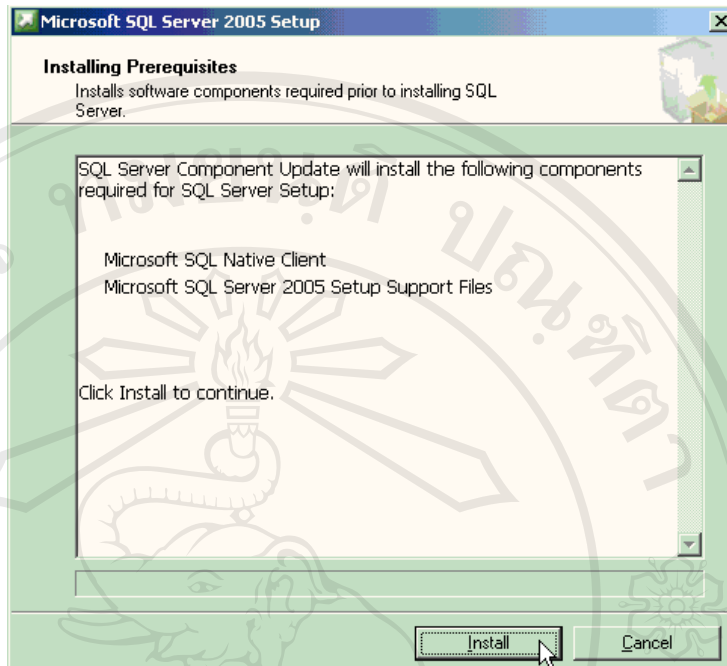 Microsoft SQL Server 2005 Setup
Installing Prerequisites
Installs software components required prior to installing SQL
Server.
SQL Server Component Update will install the following components
required for SQL Server Setup:
Microsoft SQL Native Client
Microsoft SQL Server 2005 Setup Support Files
Click Install to continue.
Install
Cancel